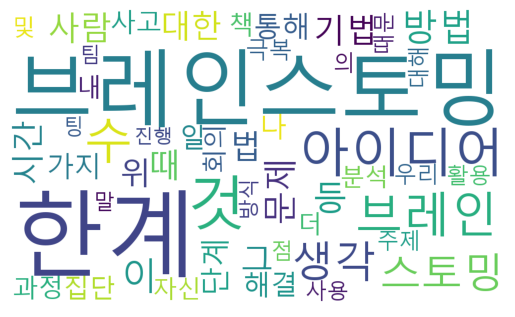 및 사람 사고 대한 책 통해 기법 때문 방법
팀 극복 의 대해
브레인스토밍
내
시간 팅 수 진행 일 회의 법 나 아이디어
가지 때 위 문제 분석 우리 활용
한계 말 것 방식 더 등 브레인
이 단계 그 점 생각 주제 스토밍
과정 집단 자신 해결 사용